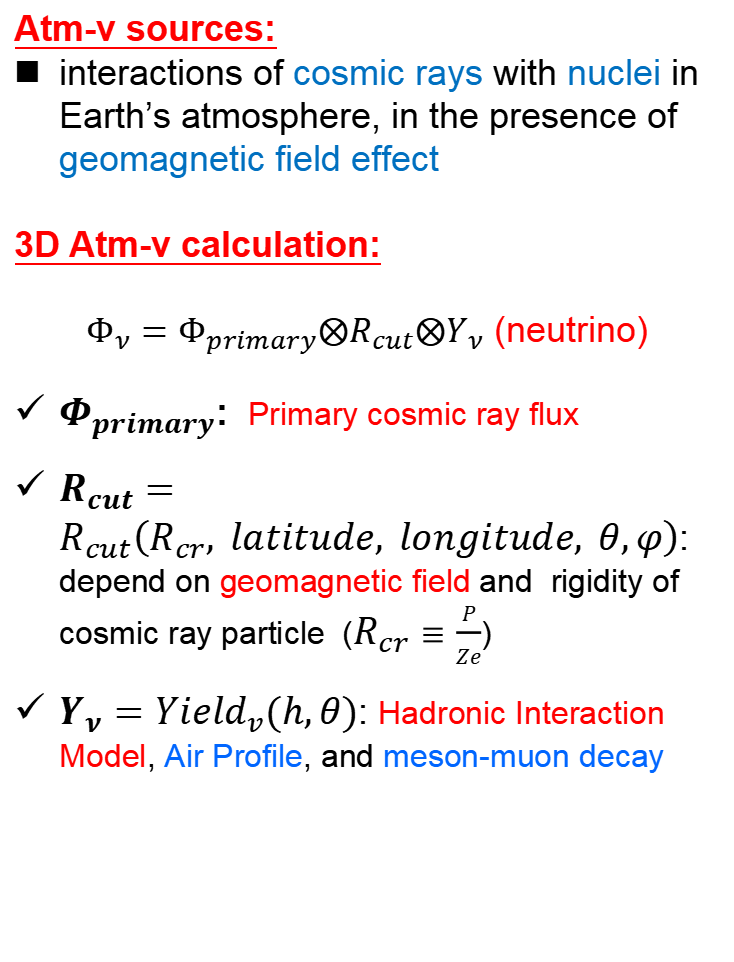 Atm-ν sources:
■ interactions of cosmic rays with nuclei in
Earth’s atmosphere, in the presence of
geomagnetic field effect
3D Atm-ν calculation:
Φ_ν = Φ_primary⊗R_cut⊗Y_ν (neutrino)
✓ Φ_primary: Primary cosmic ray flux
✓ R_cut =
R_cut(R_cr, latitude, longitude, θ, φ):
depend on geomagnetic field and rigidity of
cosmic ray particle (R_cr ≡ P/Ze)
✓ Y_ν = Yield_ν(h, θ): Hadronic Interaction
Model, Air Profile, and meson-muon decay